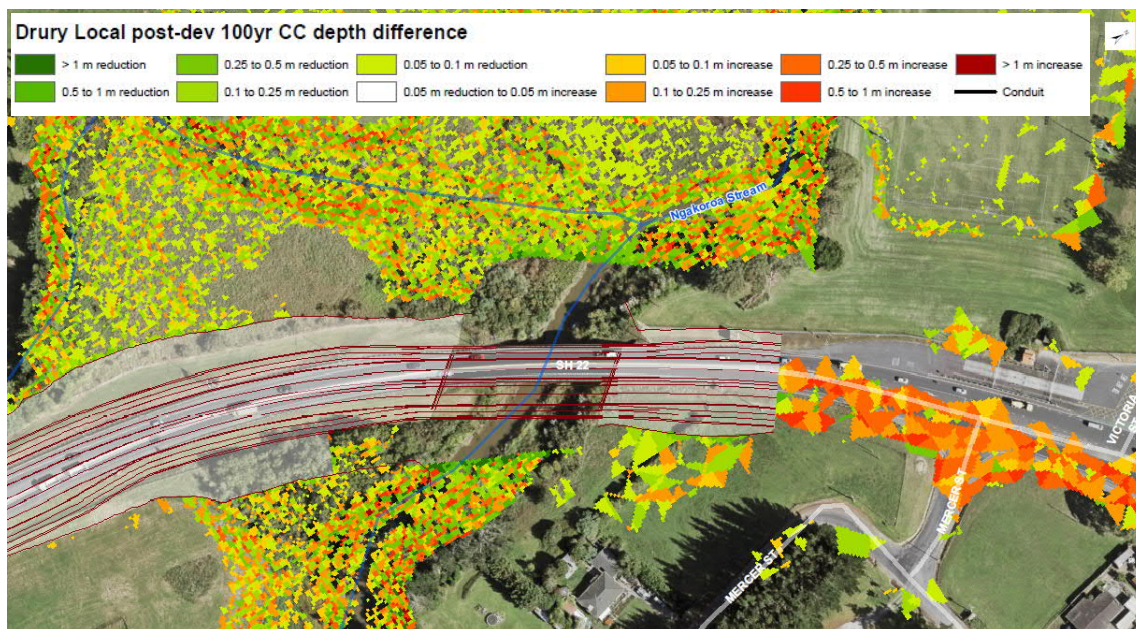 Drury Local post-dev 100yr CC depth difference
> 1 m reduction
0.25 to 0.5 m reduction
0.05 to 0.1 m reduction
0.05 to 0.1 m increase
0.25 to 0.5 m increase
> 1 m increase
0.5 to 1 m reduction
0.1 to 0.25 m reduction
0.05 m reduction to 0.05 m increase
0.1 to 0.25 m increase
0.5 to 1 m increase
Conduit
Ngakoroa Stream
SH 22
VICTORIA
ST
MERCER ST
MERCER ST